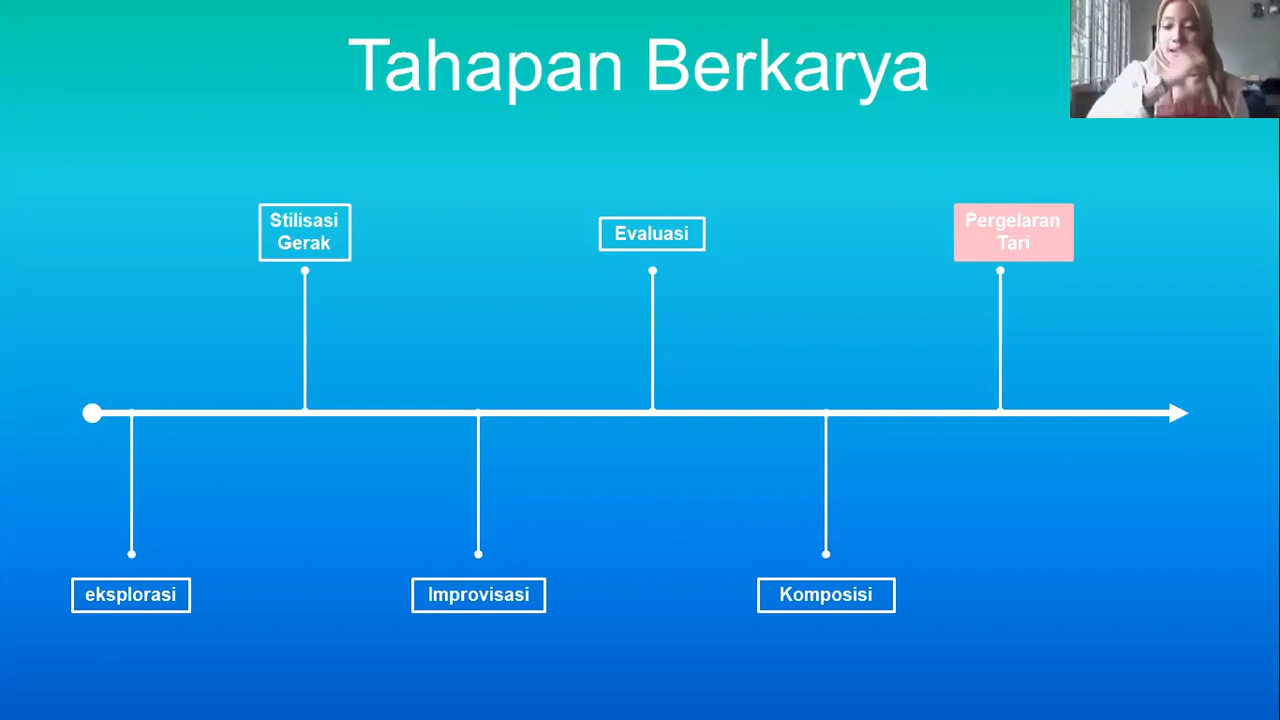 Tahapan Berkarya
Stilisasi
Gerak
Evaluasi
Pergelaran
Tari
eksplorasi
Improvisasi
Komposisi